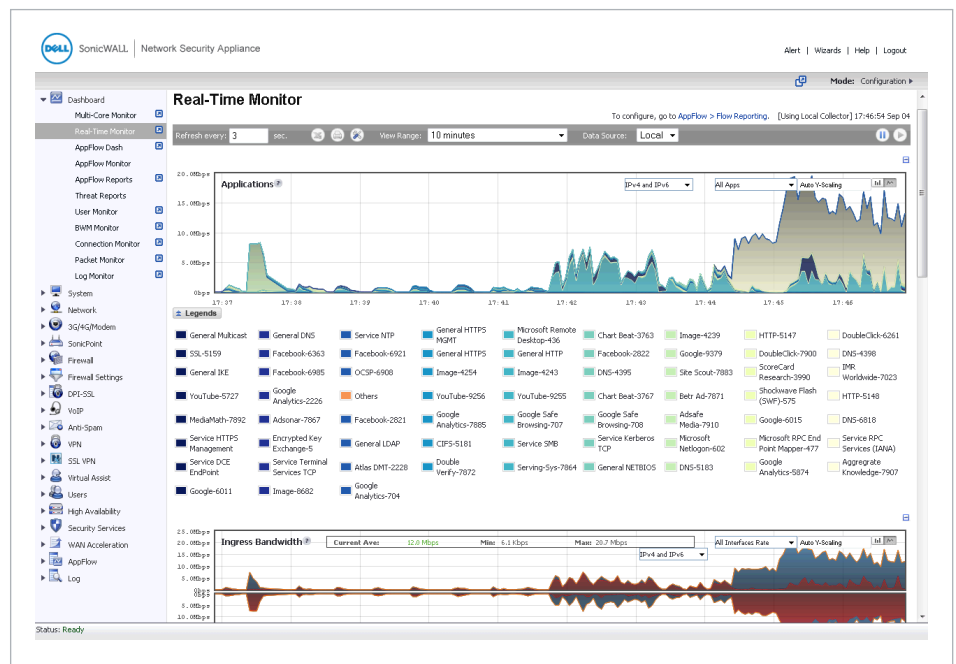 DELL SonicWALL Network Security Appliance
Alert | Wizards | Help | Logout
Mode: Configuration
Dashboard
Multi-Core Monitor
Real-Time Monitor
AppFlow Dash
AppFlow Monitor
AppFlow Reports
Threat Reports
User Monitor
BWM Monitor
Connection Monitor
Packet Monitor
Log Monitor
System
Network
3G/4G/Modem
SonicPoint
Firewall
Firewall Settings
DPI-SSL
VoIP
Anti-Spam
VPN
SSL VPN
Virtual Assist
Users
High Availability
Security Services
WAN Acceleration
AppFlow
Log
Real-Time Monitor
To configure, go to AppFlow > Flow Reporting. [Using Local Collector] 17:46:54 Sep 04
Refresh every: 3 sec. View Range: 10 minutes Data Source: Local
Applications
IPv4 and IPv6
All Apps
Auto Y-Scaling
20.0Mbps
15.0Mbps
10.0Mbps
5.0Mbps
0bps
17:37 17:38 17:39 17:40 17:41 17:42 17:43 17:44 17:45 17:46
Legends
General Multicast General DNS Service NTP General HTTPS MGMT Microsoft Remote Desktop-436 Chart Beat-3763 Image-4239 HTTP-5147 DoubleClick-6261
SSL-5159 Facebook-6363 Facebook-6921 General HTTPS General HTTP Facebook-2822 Google-9379 DoubleClick-7900 DNS-4398
General IKE Facebook-6985 OCSP-6908 Image-4254 Image-4243 DNS-4395 Site Scout-7883 ScoreCard Research-3990 IMR Worldwide-7023
YouTube-5727 Google Analytics-2226 Others YouTube-9256 YouTube-9255 Chart Beat-3767 Betr Ad-7871 Shockwave Flash (SWF)-575 HTTP-5148
MediaMath-7892 Adsonar-7867 Facebook-2821 Google Analytics-7885 Google Safe Browsing-707 Google Safe Browsing-708 Adsafe Media-7910 Google-6015 DNS-6818
Service HTTPS Management Encrypted Key Exchange-5 General LDAP CIFS-5181 Service SMB Service Kerberos TCP Microsoft Netlogon-602 Microsoft RPC End Point Mapper-477 Service RPC Services (IANA)
Service DCE EndPoint Service Terminal Services TCP Atlas DMT-2228 Double Verify-7872 Serving-Sys-7864 General NETBIOS DNS-5183 Google Analytics-5874 Aggregrate Knowledge-7907
Google-6011 Image-8682 Google Analytics-704
Ingress Bandwidth
Current Ave: 12.0 Mbps Min: 6.1 Kbps Max: 20.7 Mbps
IPv4 and IPv6
All Interfaces Rate
Auto Y-Scaling
25.0Mbps
20.0Mbps
15.0Mbps
10.0Mbps
5.0Mbps
0bps
0bps
5.0Mbps
10.0Mbps
Status: Ready